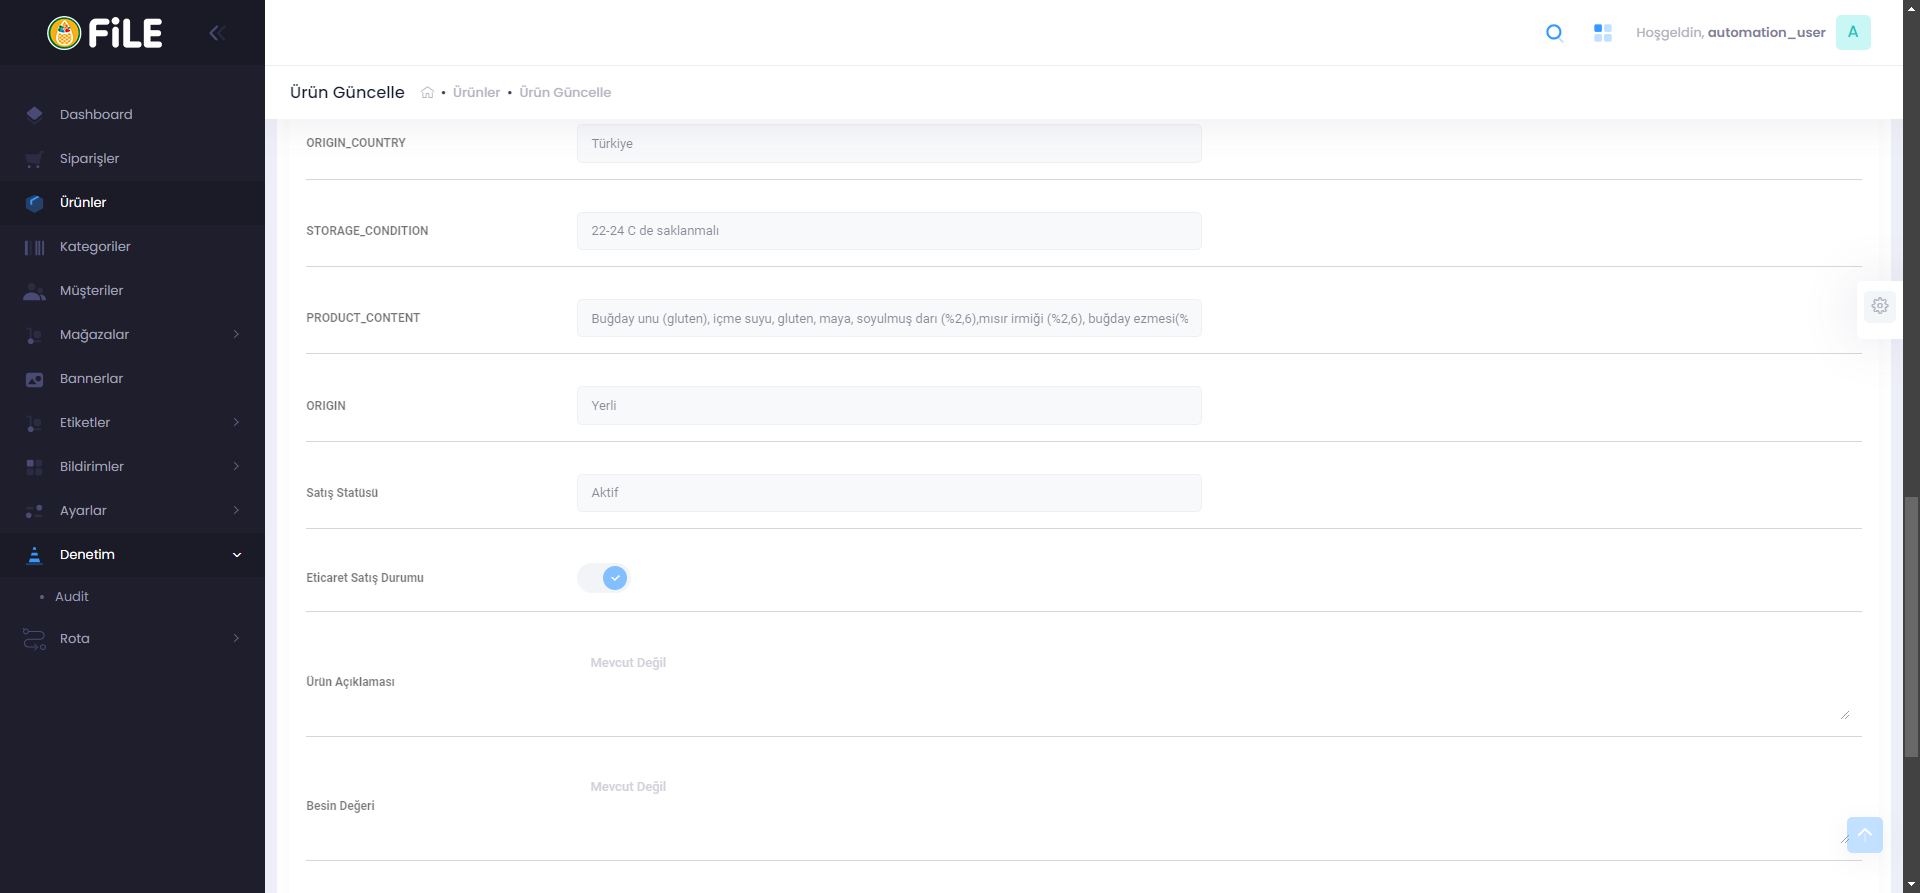 FiLE
Hoşgeldin, automation_user
A
Ürün Güncelle
• Ürünler • Ürün Güncelle
Dashboard
Siparişler
Ürünler
Kategoriler
Müşteriler
Mağazalar
Bannerlar
Etiketler
Bildirimler
Ayarlar
Denetim
• Audit
Rota
ORIGIN_COUNTRY
Türkiye
STORAGE_CONDITION
22-24 C de saklanmalı
PRODUCT_CONTENT
Buğday unu (gluten), içme suyu, gluten, maya, soyulmuş darı (%2,6),mısır irmiği (%2,6), buğday ezmesi(%
ORIGIN
Yerli
Satış Statüsü
Aktif
Eticaret Satış Durumu
Ürün Açıklaması
Mevcut Değil
Besin Değeri
Mevcut Değil